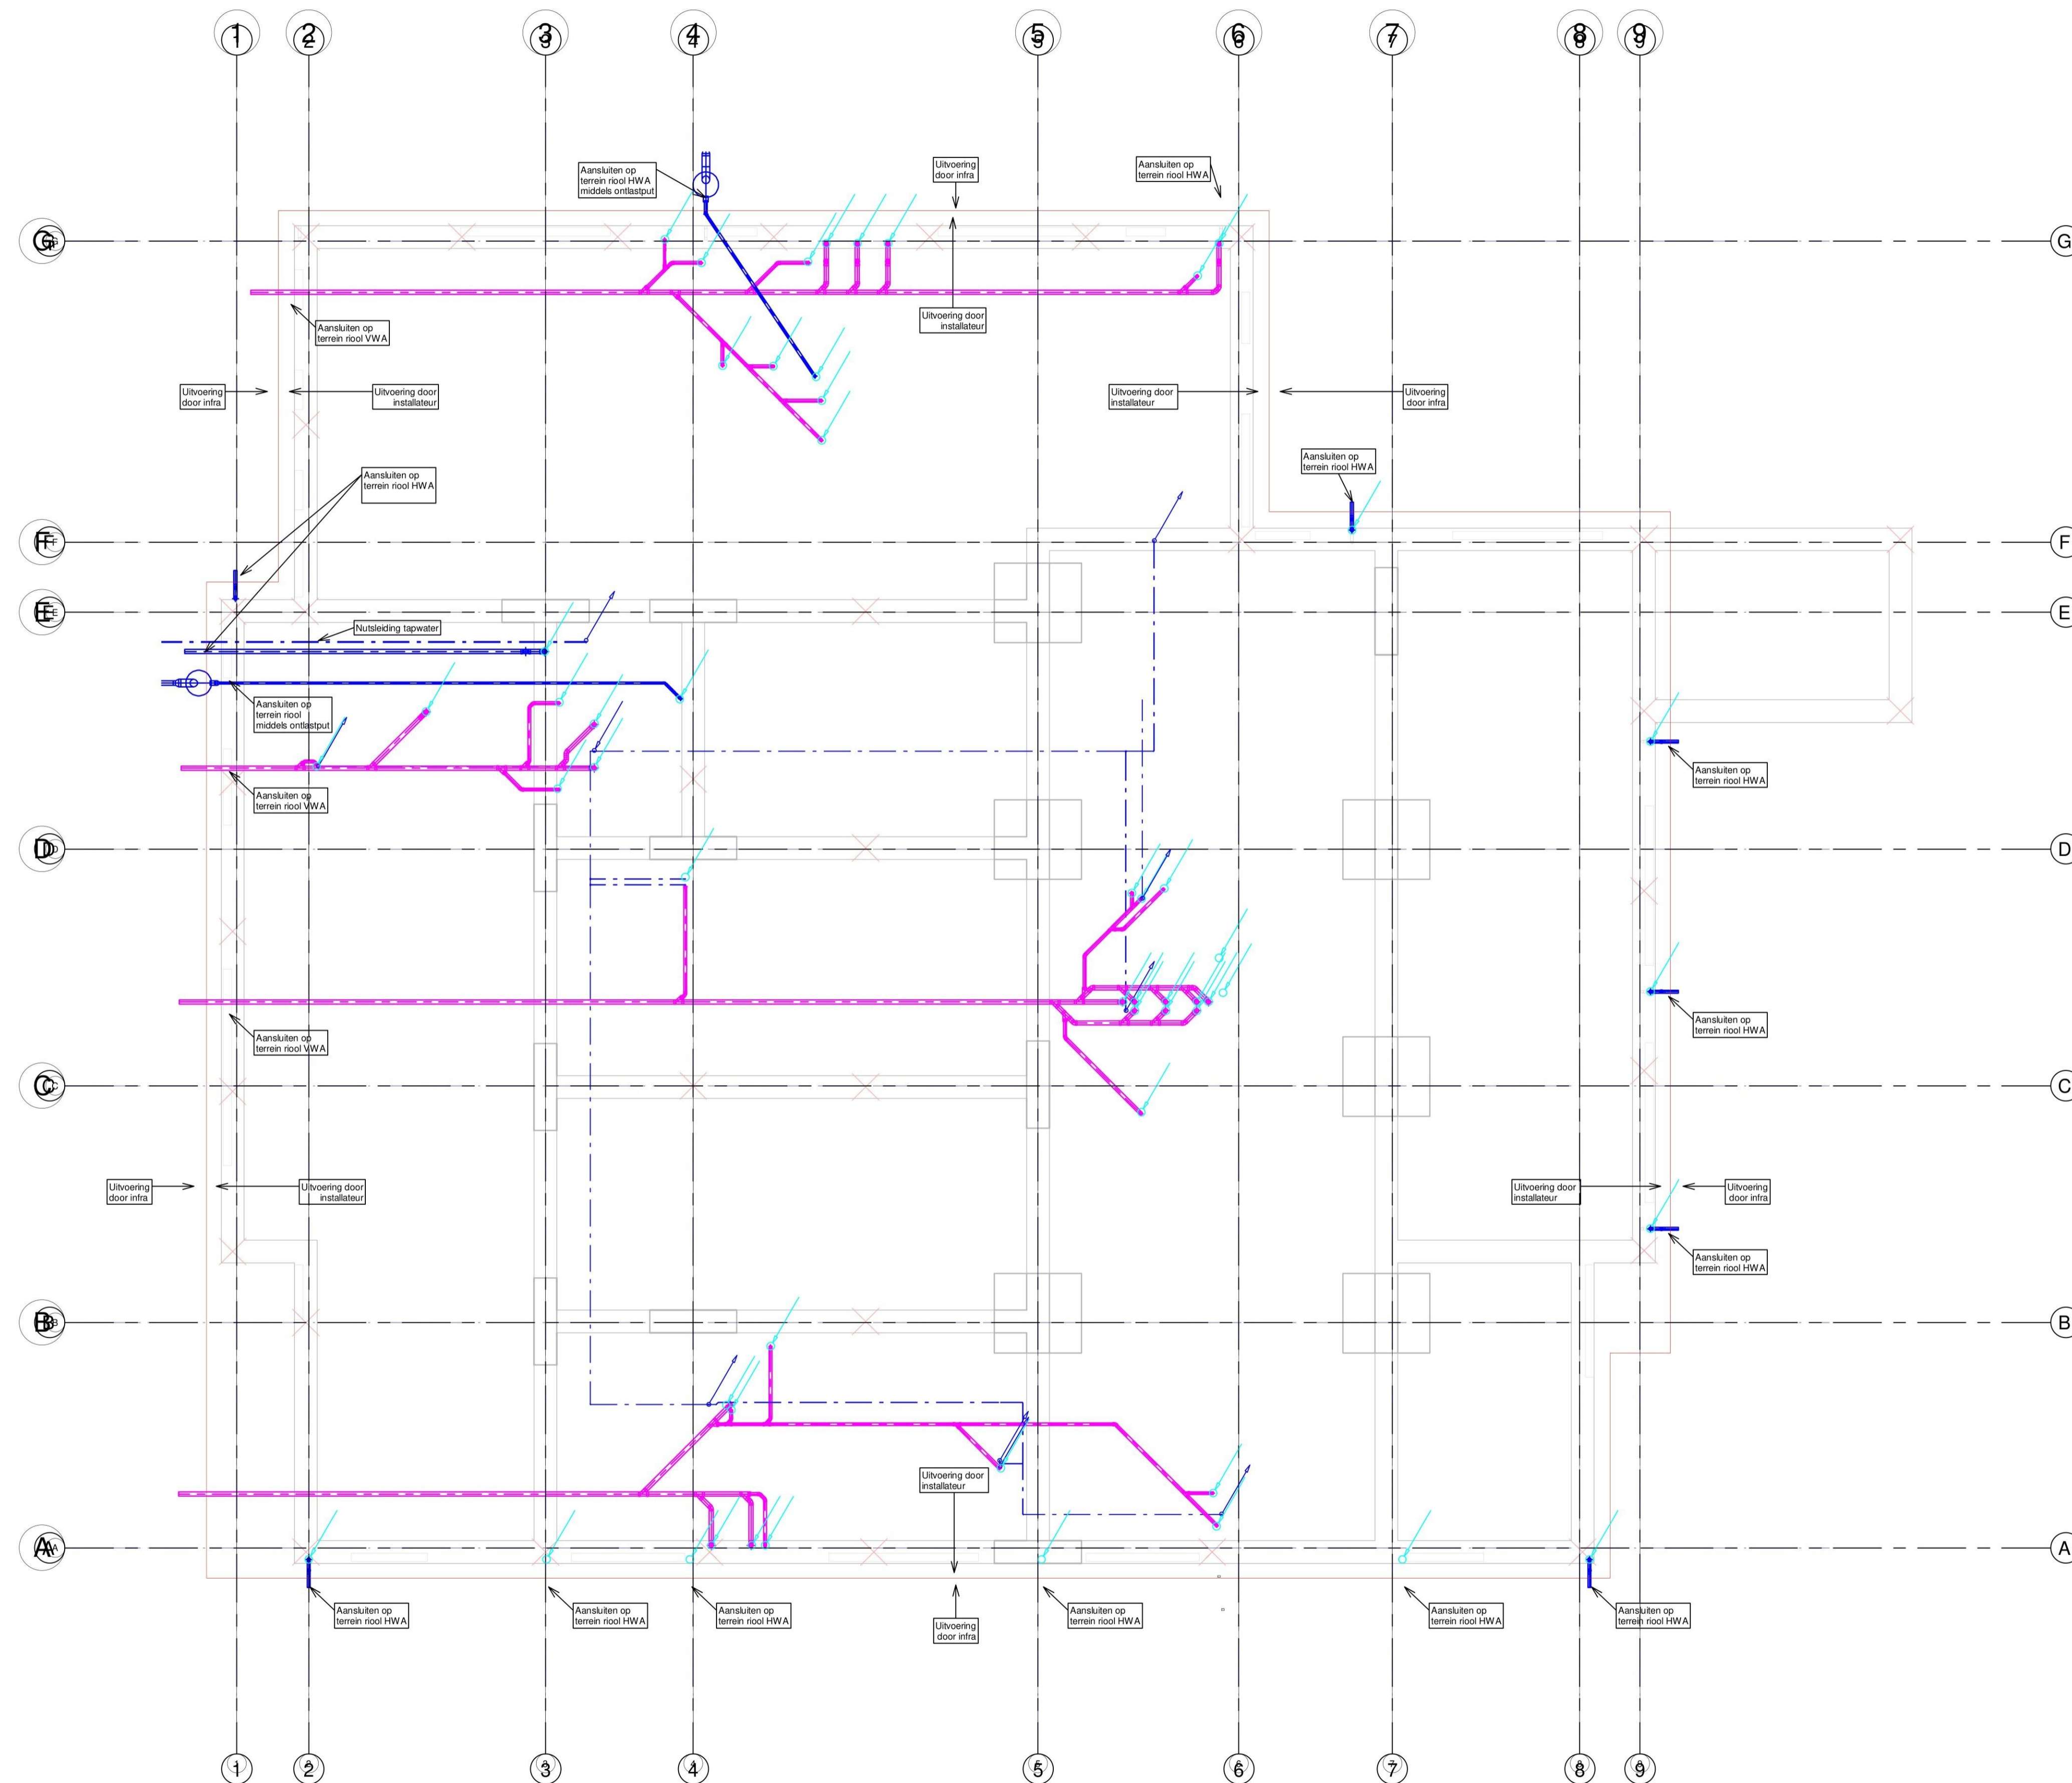 1
2
3
4
5
6
7
8
9
Aansluiten op
terrein riool HWA
middels ontlastput
Uitvoering
door infra
Aansluiten op
terrein riool HWA
G
G
Uitvoering door
installateur
Aansluiten op
terrein riool VWA
Uitvoering
door infra
Uitvoering door
installateur
Uitvoering door
installateur
Uitvoering
door infra
Aansluiten op
terrein riool HWA
Aansluiten op
terrein riool HWA
F
F
E
E
Nutsleiding tapwater
Aansluiten op
terrein riool
middels ontlastput
Aansluiten op
terrein riool HWA
Aansluiten op
terrein riool VWA
D
D
Aansluiten op
terrein riool HWA
Aansluiten op
terrein riool VWA
C
C
Uitvoering
door infra
Uitvoering door
installateur
Uitvoering door
installateur
Uitvoering
door infra
Aansluiten op
terrein riool HWA
B
B
Uitvoering door
installateur
A
A
Aansluiten op
terrein riool HWA
Aansluiten op
terrein riool HWA
Aansluiten op
terrein riool HWA
Uitvoering
door infra
Aansluiten op
terrein riool HWA
Aansluiten op
terrein riool HWA
Aansluiten op
terrein riool HWA
1
2
3
4
5
6
7
8
9